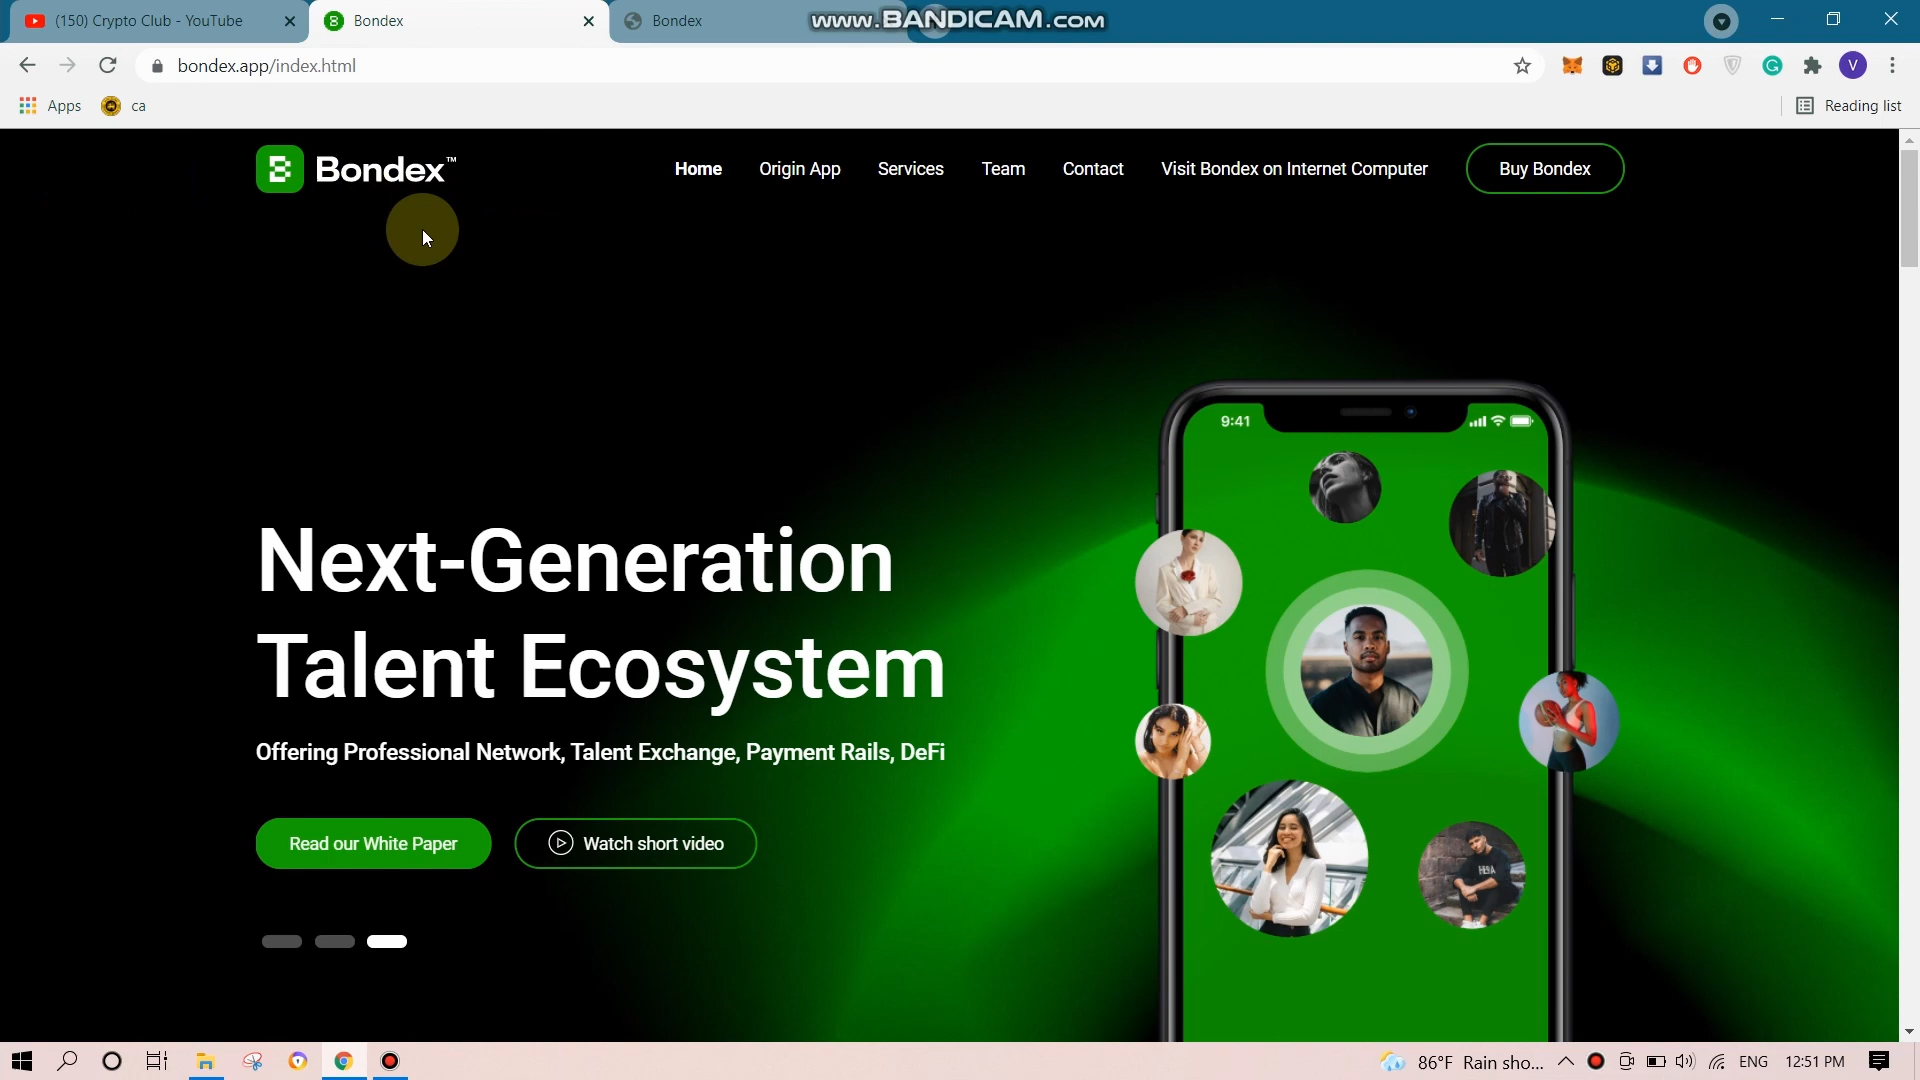 (150) Crypto Club - YouTube
Bondex
Bondex
www.BANDICAM.com
bondex.app/index.html
V
Apps
ca
Reading list
Bondex™
Home
Origin App
Services
Team
Contact
Visit Bondex on Internet Computer
Buy Bondex
9:41
Next-Generation
Talent Ecosystem
Offering Professional Network, Talent Exchange, Payment Rails, DeFi
Read our White Paper
Watch short video
86°F Rain sho...
ENG
12:51 PM